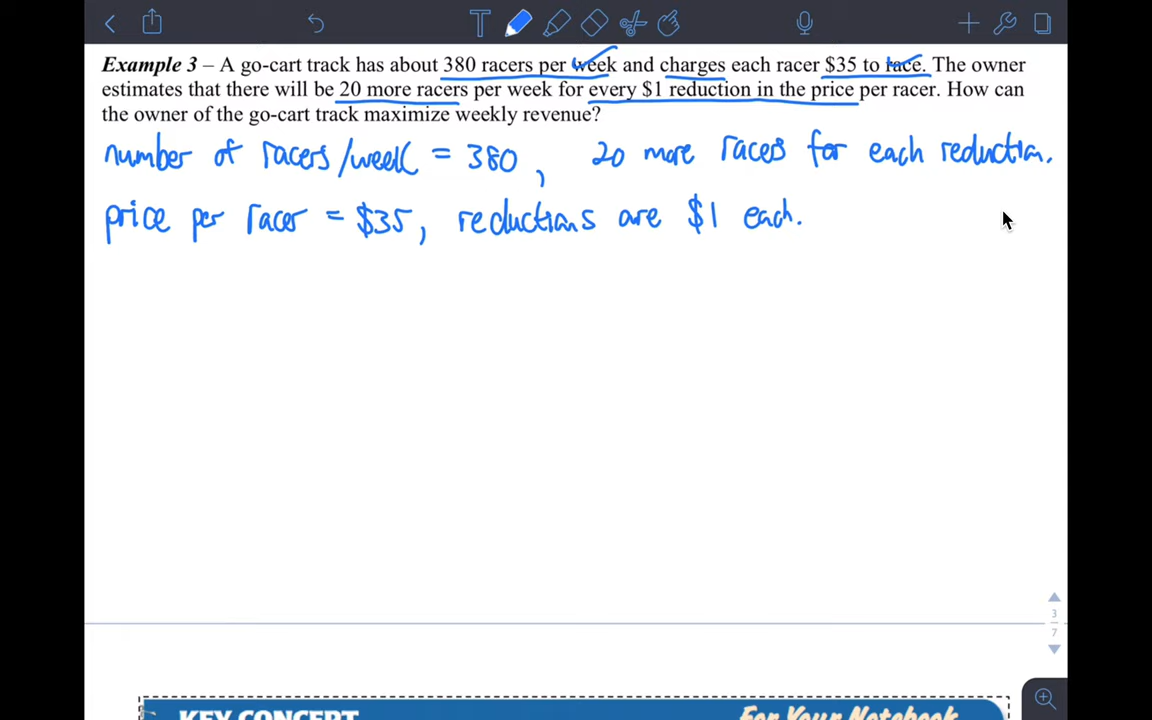 Example 3 – A go-cart track has about 380 racers per week and charges each racer $35 to race. The owner
estimates that there will be 20 more racers per week for every $1 reduction in the price per racer. How can
the owner of the go-cart track maximize weekly revenue?
number of racers/week = 380, 20 more races for each reduction.
price per racer = $35, reductions are $1 each.
3
7
KEY CONCEPT
For Your Notebook